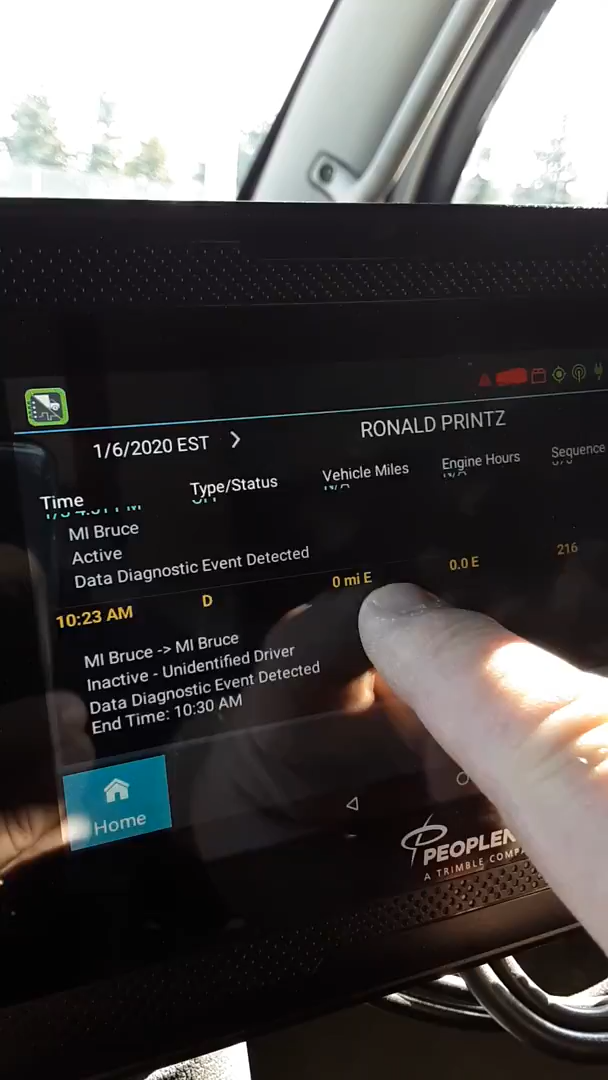 1/6/2020 EST >
RONALD PRINTZ
Time Type/Status Vehicle Miles Engine Hours Sequence
N/A N/A
MI Bruce
Active
Data Diagnostic Event Detected
10:23 AM D 0 mi E 0.0 E 216
MI Bruce -> MI Bruce
Inactive - Unidentified Driver
Data Diagnostic Event Detected
End Time: 10:30 AM
Home
PEOPLEN
A TRIMBLE COMP